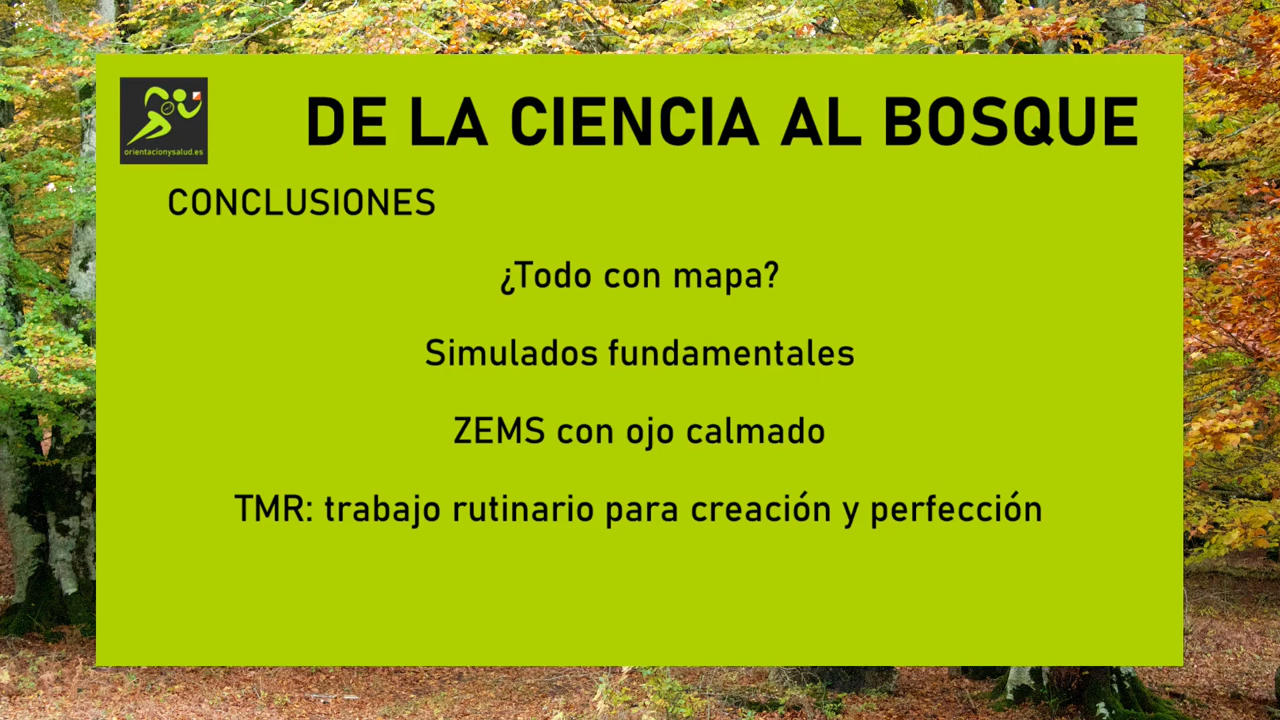 orientacionysalud.es
DE LA CIENCIA AL BOSQUE
CONCLUSIONES
¿Todo con mapa?
Simulados fundamentales
ZEMS con ojo calmado
TMR: trabajo rutinario para creación y perfección